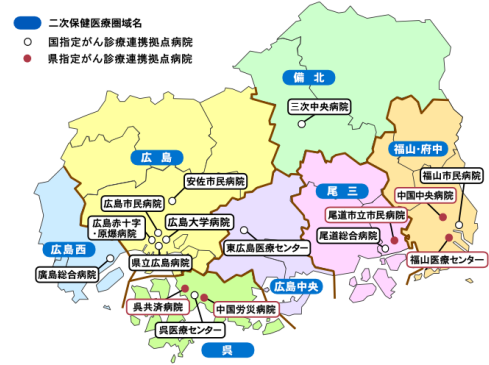 二次保健医療圏域名
国指定がん診療連携拠点病院
県指定がん診療連携拠点病院
備北
三次中央病院
広島
福山・府中
安佐市民病院
福山市民病院
尾三
中国中央病院
広島市民病院
尾道市立市民病院
広島赤十字
・原爆病院
広島大学病院
尾道総合病院
広島西
東広島医療センター
県立広島病院
福山医療センター
廣島総合病院
広島中央
呉共済病院
中国労災病院
呉医療センター
呉